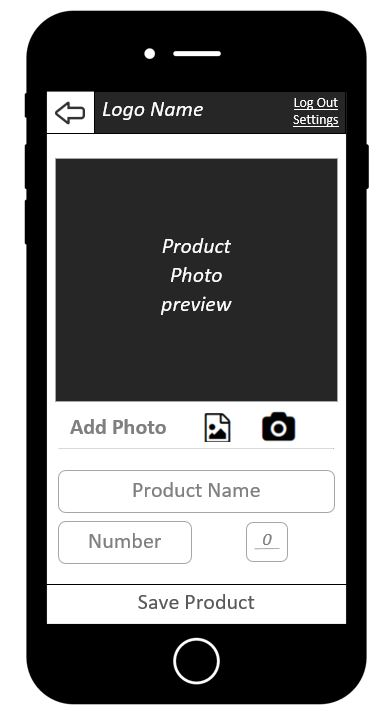 Logo Name
Log Out
Settings
Product
Photo
preview
Add Photo
Product Name
Number
0
Save Product